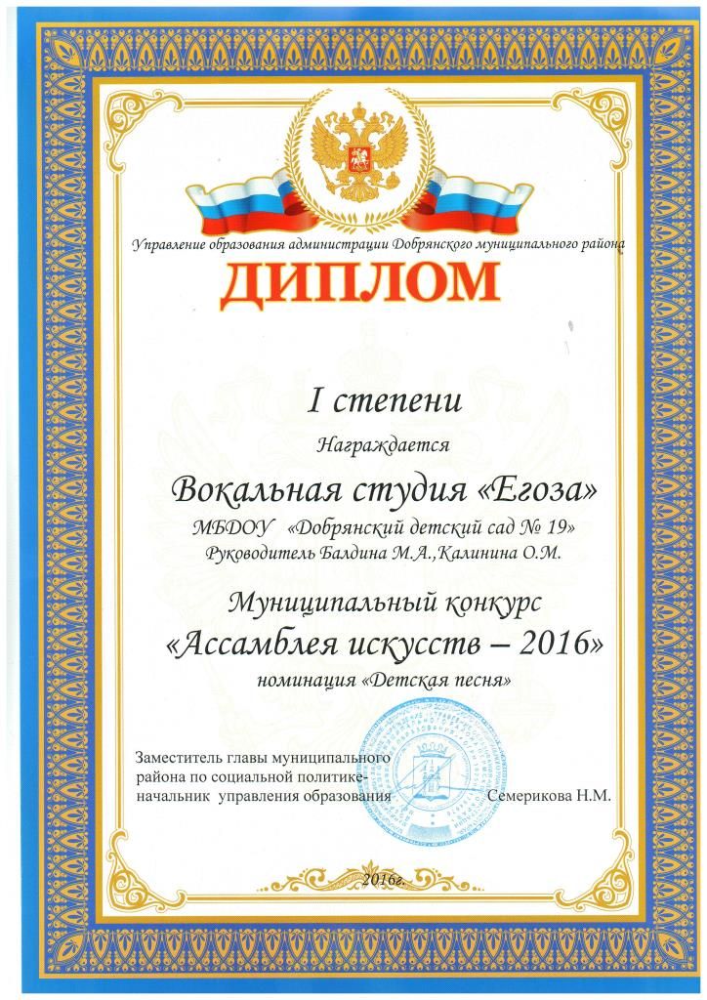 Управление образования администрации Добрянского муниципального района
ДИПЛОМ
I степени
Награждается
Вокальная студия «Егоза»
МБДОУ «Добрянский детский сад № 19»
Руководитель Балдина М.А.,Калинина О.М.
Муниципальный конкурс
«Ассамблея искусств – 2016»
номинация «Детская песня»
Заместитель главы муниципального
района по социальной политике-
начальник управления образования
Семерикова Н.М.
2016г.